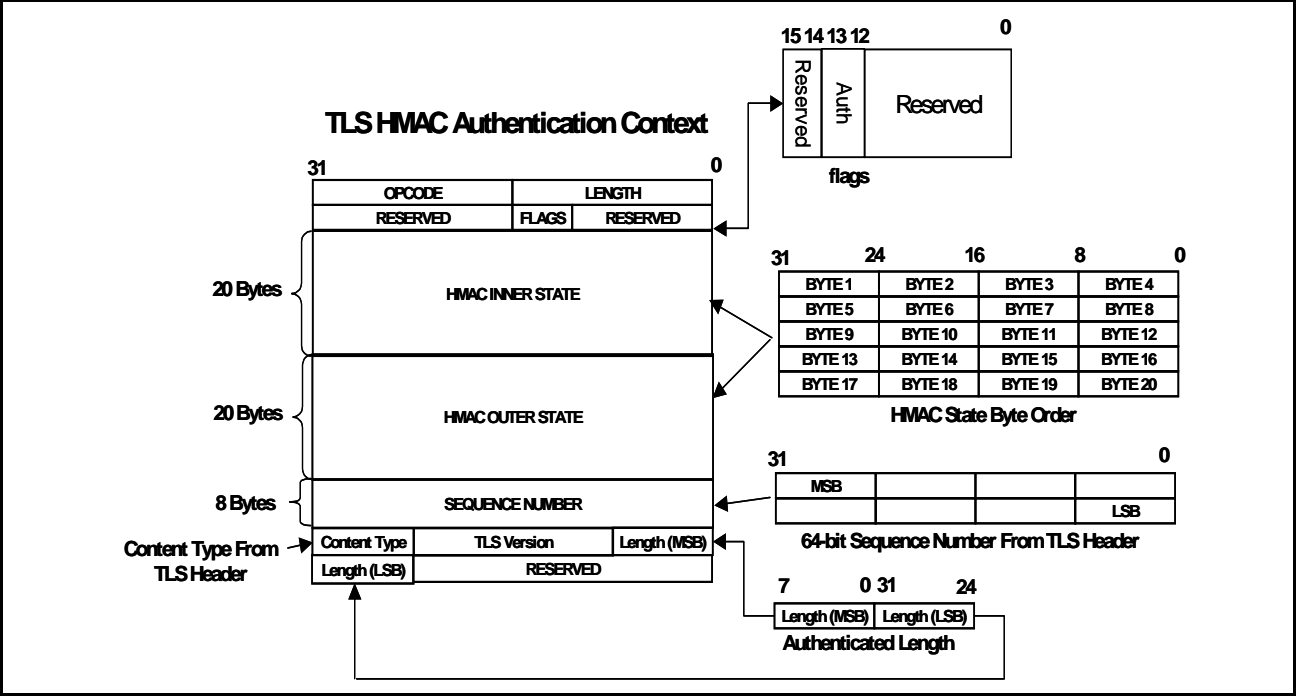 15 14 13 12 0
Reserved
Auth
Reserved
flags
TLS HMAC Authentication Context
31 0
OPCODE LENGTH
RESERVED FLAGS RESERVED
20 Bytes
HMAC INNER STATE
20 Bytes
HMAC OUTER STATE
8 Bytes
SEQUENCE NUMBER
Content Type From
TLS Header
Content Type TLS Version Length (MSB)
Length (LSB) RESERVED
31 24 16 8 0
BYTE 1 BYTE 2 BYTE 3 BYTE 4
BYTE 5 BYTE 6 BYTE 7 BYTE 8
BYTE 9 BYTE 10 BYTE 11 BYTE 12
BYTE 13 BYTE 14 BYTE 15 BYTE 16
BYTE 17 BYTE 18 BYTE 19 BYTE 20
HMAC State Byte Order
31 0
MSB
LSB
64-bit Sequence Number From TLS Header
7 0 31 24
Length (MSB) Length (LSB)
Authenticated Length